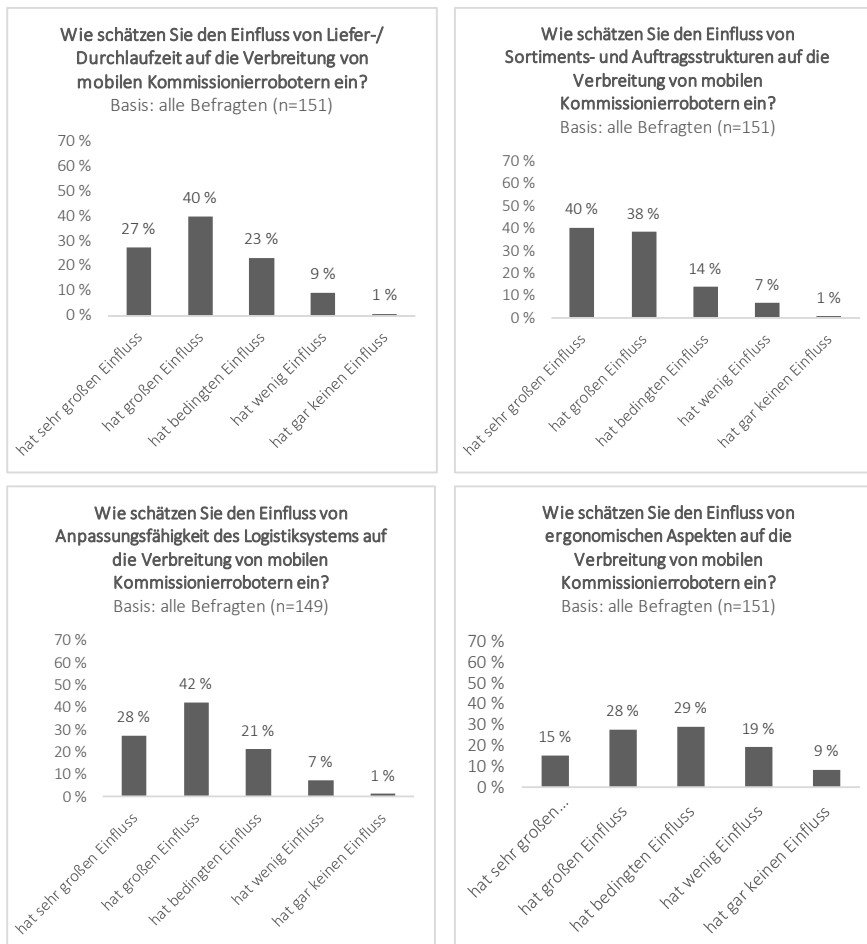 Wie schätzen Sie den Einfluss von Liefer-/
Durchlaufzeit auf die Verbreitung von
mobilen Kommissionierrobotern ein?
Basis: alle Befragten (n=151)
70 %
60 %
50 %
40 %
30 %
20 %
10 %
0 %
27 %
40 %
23 %
9 %
1 %
hat sehr großen Einfluss
hat großen Einfluss
hat bedingten Einfluss
hat wenig Einfluss
hat gar keinen Einfluss
Wie schätzen Sie den Einfluss von
Sortiments- und Auftragsstrukturen auf die
Verbreitung von mobilen
Kommissionierrobotern ein?
Basis: alle Befragten (n=151)
70 %
60 %
50 %
40 %
30 %
20 %
10 %
0 %
40 %
38 %
14 %
7 %
1 %
hat sehr großen Einfluss
hat großen Einfluss
hat bedingten Einfluss
hat wenig Einfluss
hat gar keinen Einfluss
Wie schätzen Sie den Einfluss von
Anpassungsfähigkeit des Logistiksystems auf
die Verbreitung von mobilen
Kommissionierrobotern ein?
Basis: alle Befragten (n=149)
70 %
60 %
50 %
40 %
30 %
20 %
10 %
0 %
28 %
42 %
21 %
7 %
1 %
hat sehr großen Einfluss
hat großen Einfluss
hat bedingten Einfluss
hat wenig Einfluss
hat gar keinen Einfluss
Wie schätzen Sie den Einfluss von
ergonomischen Aspekten auf die
Verbreitung von mobilen
Kommissionierrobotern ein?
Basis: alle Befragten (n=151)
70 %
60 %
50 %
40 %
30 %
20 %
10 %
0 %
15 %
28 %
29 %
19 %
9 %
hat sehr großen...
hat großen Einfluss
hat bedingten Einfluss
hat wenig Einfluss
hat gar keinen Einfluss